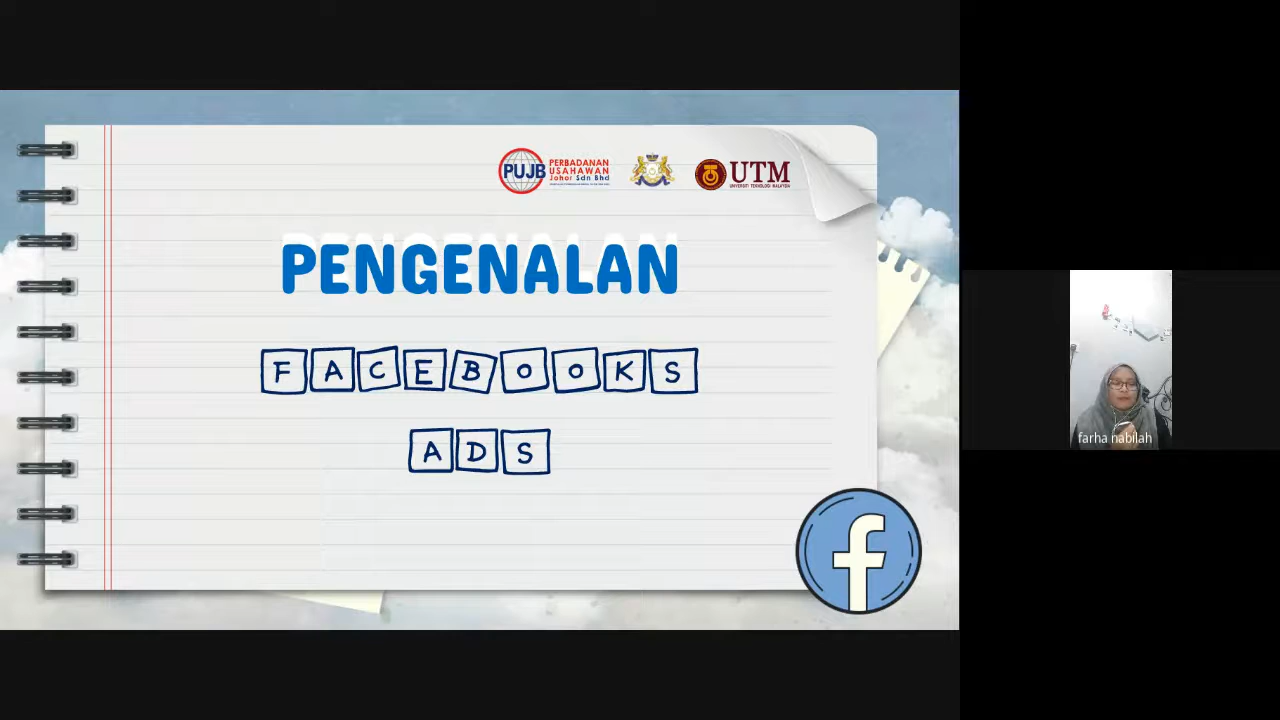 PUJB PERBADANAN
USAHAWAN
Johor Sdn Bhd
UTM
UNIVERSITI TEKNOLOGI MALAYSIA
PENGENALAN
FACEBOOKS
ADS
f
farha nabilah